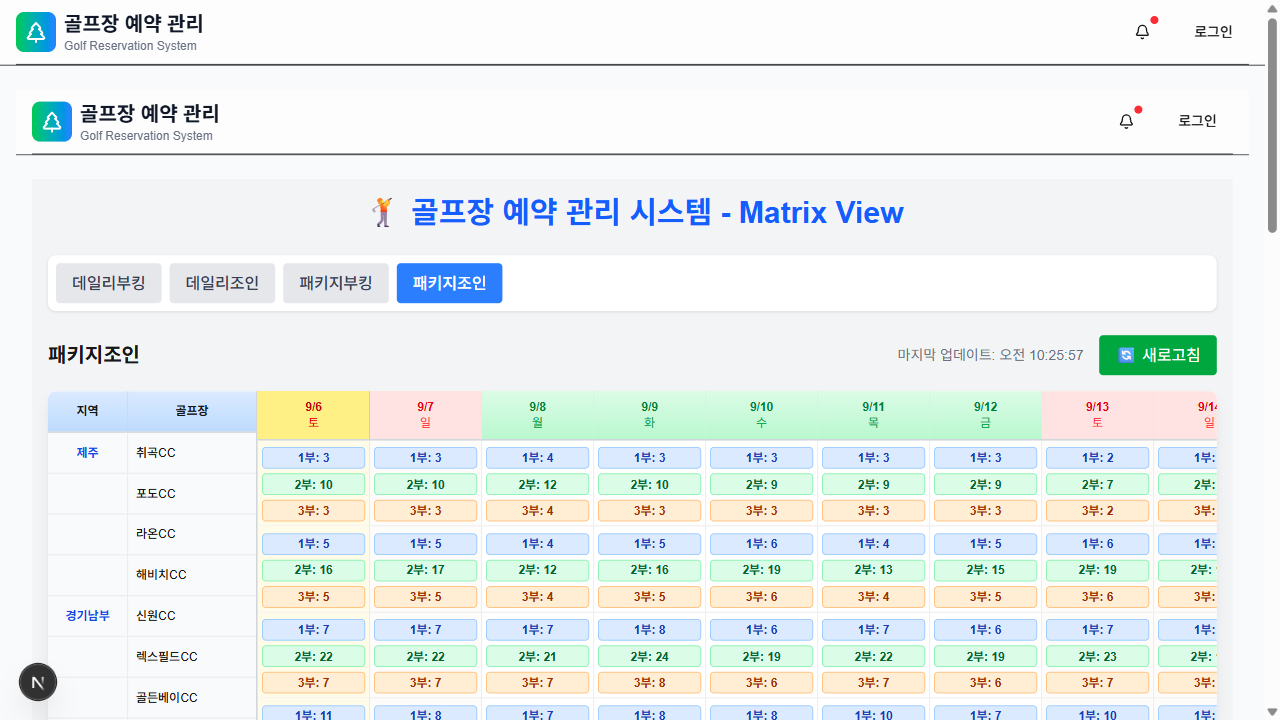 골프장 예약 관리
Golf Reservation System
로그인
골프장 예약 관리
Golf Reservation System
로그인
골프장 예약 관리 시스템 - Matrix View
데일리부킹 데일리조인 패키지부킹 패키지조인
패키지조인 마지막 업데이트: 오전 10:25:57 새로고침
지역 골프장 9/6 9/7 9/8 9/9 9/10 9/11 9/12 9/13
토 일 월 화 수 목 금 토 일
제주 취곡CC 1부: 3 1부: 3 1부: 4 1부: 3 1부: 3 1부: 3 1부: 3 1부: 2 1부:
포도CC 2부: 10 2부: 10 2부: 12 2부: 10 2부: 9 2부: 9 2부: 9 2부: 7 2부:
3부: 3 3부: 3 3부: 4 3부: 3 3부: 3 3부: 3 3부: 3 3부: 2 3부:
라온CC 1부: 5 1부: 5 1부: 4 1부: 5 1부: 6 1부: 4 1부: 5 1부: 6 1부:
해비치CC 2부: 16 2부: 17 2부: 12 2부: 16 2부: 19 2부: 13 2부: 15 2부: 19 2부:
3부: 5 3부: 5 3부: 4 3부: 5 3부: 6 3부: 4 3부: 5 3부: 6 3부:
경기남부 신원CC 1부: 7 1부: 7 1부: 7 1부: 8 1부: 6 1부: 7 1부: 6 1부: 7 1부:
렉스필드CC 2부: 22 2부: 22 2부: 21 2부: 24 2부: 19 2부: 22 2부: 19 2부: 23 2부:
골든베이CC 3부: 7 3부: 7 3부: 7 3부: 8 3부: 6 3부: 7 3부: 6 3부: 7 3부:
1부: 11 1부: 8 1부: 7 1부: 8 1부: 8 1부: 10 1부: 7 1부: 10 1부:
N